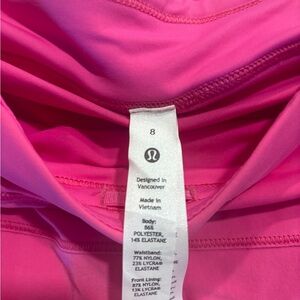 8
Designed in
Vancouver
Made in
Vietnam
Body:
86%
POLYESTER,
14% ELASTANE
Waistband:
77% NYLON,
23% LYCRA®
ELASTANE
Front Lining:
87% NYLON,
13% LYCRA®
ELASTANE